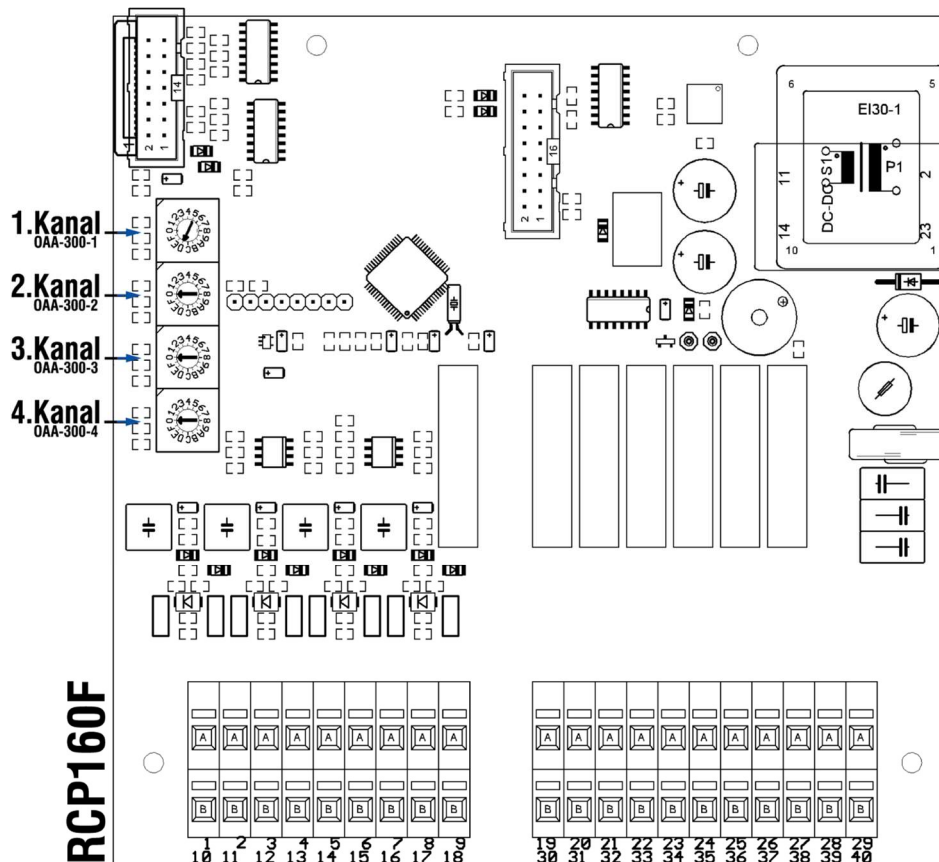 14
2 1
16
2 1
6 5
EI30-1
11 DC-DC S1 P1 2
14 23
10 1
1.Kanal
OAA-300-1
0123456789ABCDEF
2.Kanal
OAA-300-2
0123456789ABCDEF
3.Kanal
OAA-300-3
0123456789ABCDEF
4.Kanal
OAA-300-4
0123456789ABCDEF
RCP160F
A A A A A A A A A A A A A A A A A A A A
B B B B B B B B B B B B B B B B B B B B
1 2 3 4 5 6 7 8 9 19 20 21 22 23 24 25 26 27 28 29
10 11 12 13 14 15 16 17 18 30 31 32 33 34 35 36 37 38 39 40